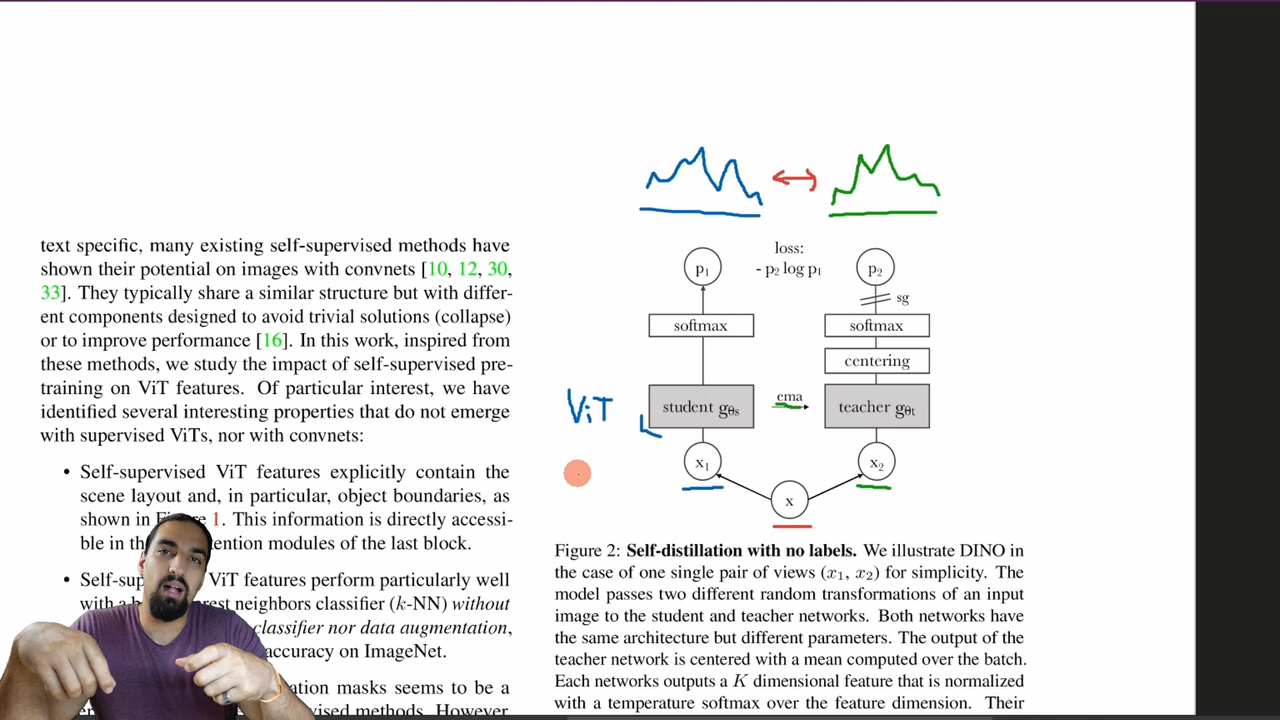 text specific, many existing self-supervised methods have
shown their potential on images with convnets [10, 12, 30,
33]. They typically share a similar structure but with differ-
ent components designed to avoid trivial solutions (collapse)
or to improve performance [16]. In this work, inspired from
these methods, we study the impact of self-supervised pre-
training on ViT features. Of particular interest, we have
identified several interesting properties that do not emerge
with supervised ViTs, nor with convnets:
• Self-supervised ViT features explicitly contain the
scene layout and, in particular, object boundaries, as
shown in 1. This information is directly accessi-
ble in modules of the last block.
• ViT features perform particularly well
with neighbors classifier (k-NN) without
classifier nor data augmentation,
accuracy on ImageNet.
masks seems to be a
methods. However
p1
loss:
- p2 log p1
p2
sg
softmax
softmax
centering
ViT
student gθs
ema
teacher gθt
x1
x2
x
Figure 2: Self-distillation with no labels. We illustrate DINO in
the case of one single pair of views (x1, x2) for simplicity. The
model passes two different random transformations of an input
image to the student and teacher networks. Both networks have
the same architecture but different parameters. The output of the
teacher network is centered with a mean computed over the batch.
Each networks outputs a K dimensional feature that is normalized
with a temperature softmax over the feature dimension. Their